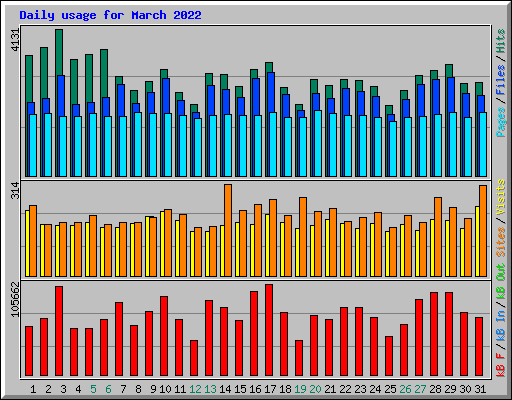 Daily usage for March 2022
4131
Pages / Files / Hits
314
Sites / Visits
105662
kB F / kB In / kB Out
1 2 3 4 5 6 7 8 9 10 11 12 13 14 15 16 17 18 19 20 21 22 23 24 25 26 27 28 29 30 31